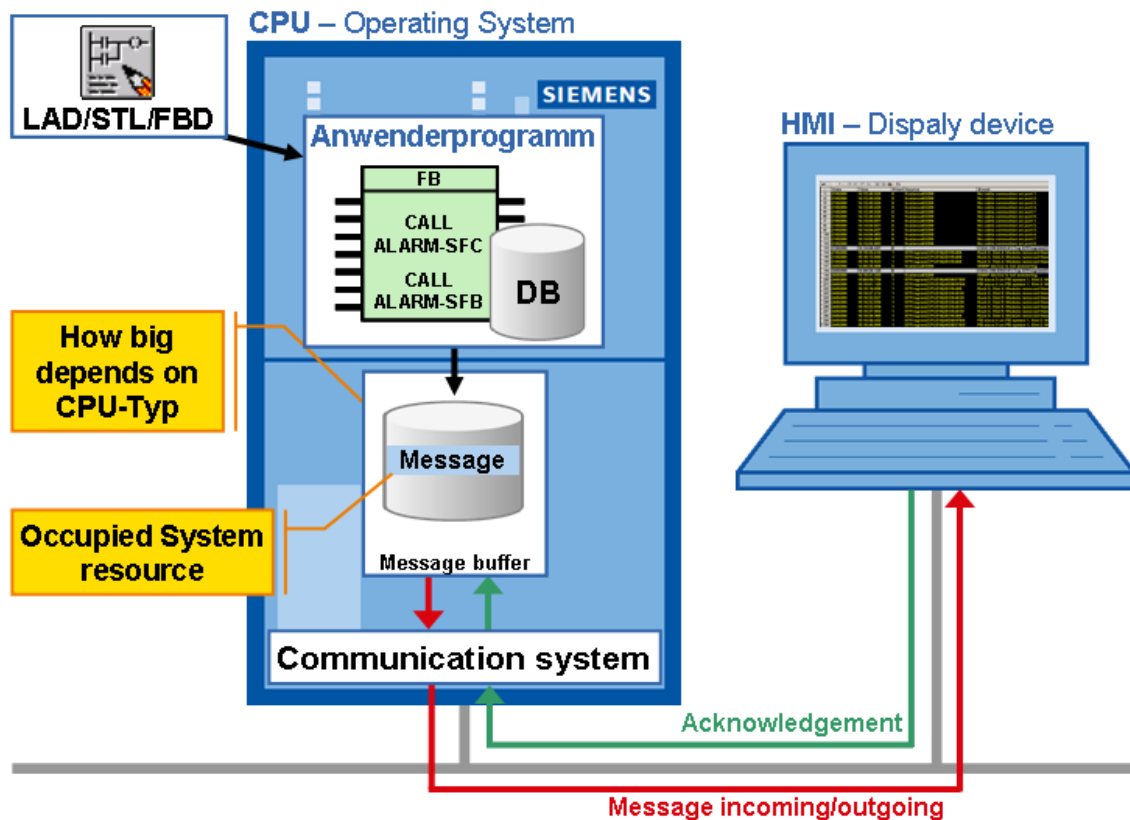 CPU – Operating System
LAD/STL/FBD
SIEMENS
Anwenderprogramm
FB
CALL
ALARM-SFC
CALL
ALARM-SFB
DB
HMI – Dispaly device
How big
depends on
CPU-Typ
Message
Occupied System
resource
Message buffer
Communication system
Acknowledgement
Message incoming/outgoing